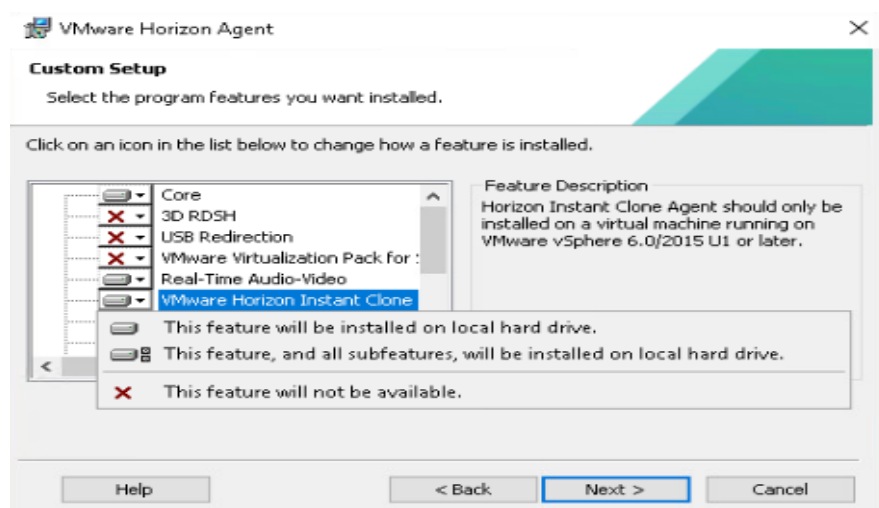 VMware Horizon Agent
Custom Setup
Select the program features you want installed.
Click on an icon in the list below to change how a feature is installed.
Core
3D RDSH
USB Redirection
VMware Virtualization Pack for
Real-Time Audio-Video
VMware Horizon Instant Clone
Feature Description
Horizon Instant Clone Agent should only be
installed on a virtual machine running on
VMware vSphere 6.0/2015 U1 or later.
This feature will be installed on local hard drive.
This feature, and all subfeatures, will be installed on local hard drive.
This feature will not be available.
Help
< Back
Next >
Cancel